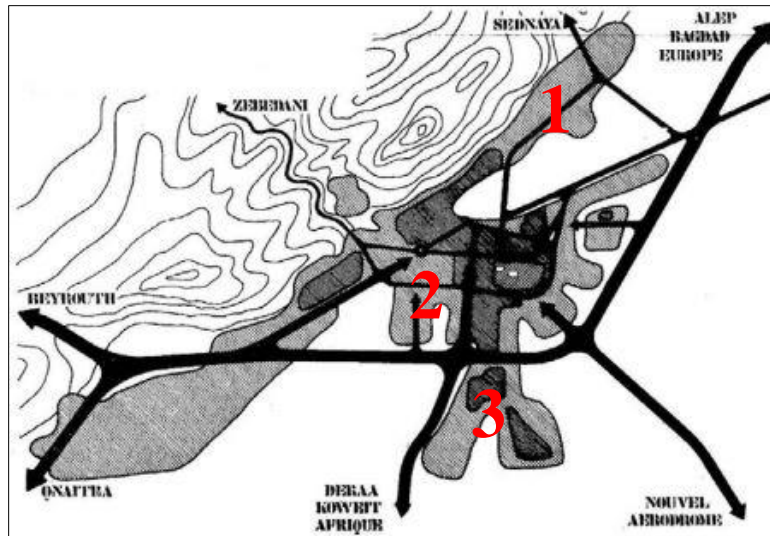 SEDNAYA
ALEP
BAGDAD
EUROPE
1
ZEBEDANI
BEYROUTH
2
3
QNAITRA
DERAA
KOWEIT
AFRIQUE
NOUVEL
AERODROME